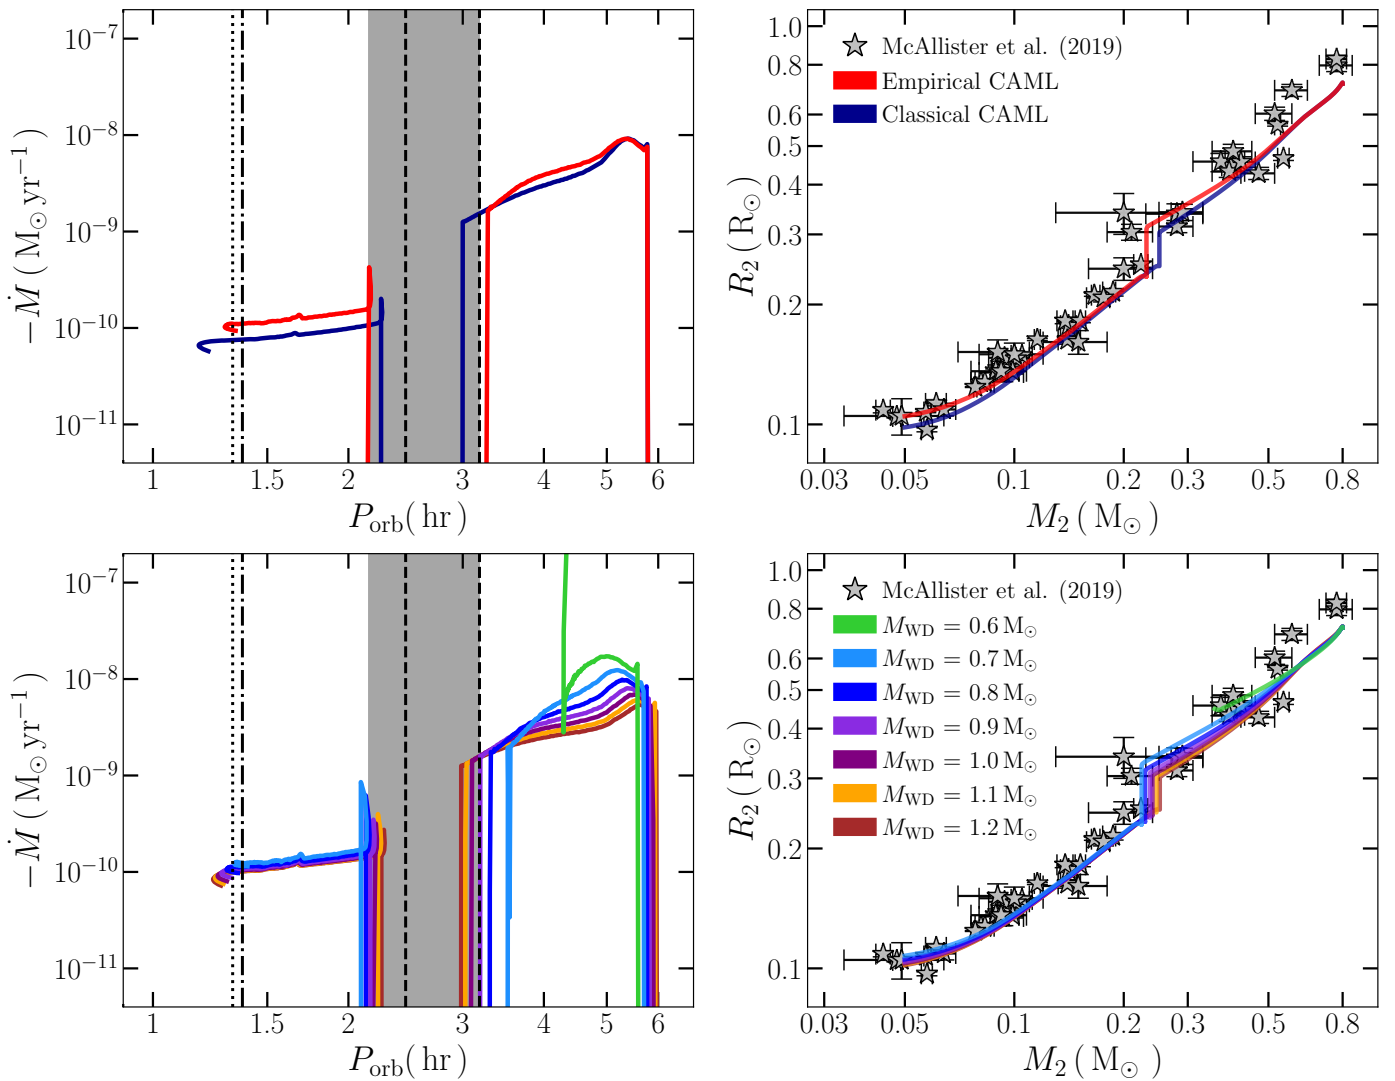 10⁻⁷
10⁻⁸
10⁻⁹
10⁻¹⁰
10⁻¹¹
−Ṁ ( M⊙ yr⁻¹ )
1 1.5 2 3 4 5 6
P_orb ( hr )
1.0
0.8
0.6
0.5
0.4
0.3
0.2
0.1
R₂ ( R⊙ )
McAllister et al. (2019)
Empirical CAML
Classical CAML
0.03 0.05 0.1 0.2 0.3 0.5 0.8
M₂ ( M⊙ )
10⁻⁷
10⁻⁸
10⁻⁹
10⁻¹⁰
10⁻¹¹
−Ṁ ( M⊙ yr⁻¹ )
1 1.5 2 3 4 5 6
P_orb ( hr )
1.0
0.8
0.6
0.5
0.4
0.3
0.2
0.1
R₂ ( R⊙ )
McAllister et al. (2019)
M_WD = 0.6 M⊙
M_WD = 0.7 M⊙
M_WD = 0.8 M⊙
M_WD = 0.9 M⊙
M_WD = 1.0 M⊙
M_WD = 1.1 M⊙
M_WD = 1.2 M⊙
0.03 0.05 0.1 0.2 0.3 0.5 0.8
M₂ ( M⊙ )